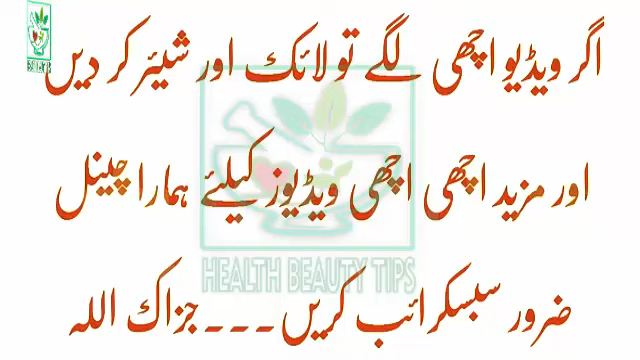 اگر ویڈیو اچھی لگے تو لائک اور شیئر کر دیں
اور مزید اچھی اچھی ویڈیوز کیلئے ہمارا چینل
HEALTH BEAUTY TIPS
ضرور سبسکرائب کریں۔۔۔جزاک اللہ